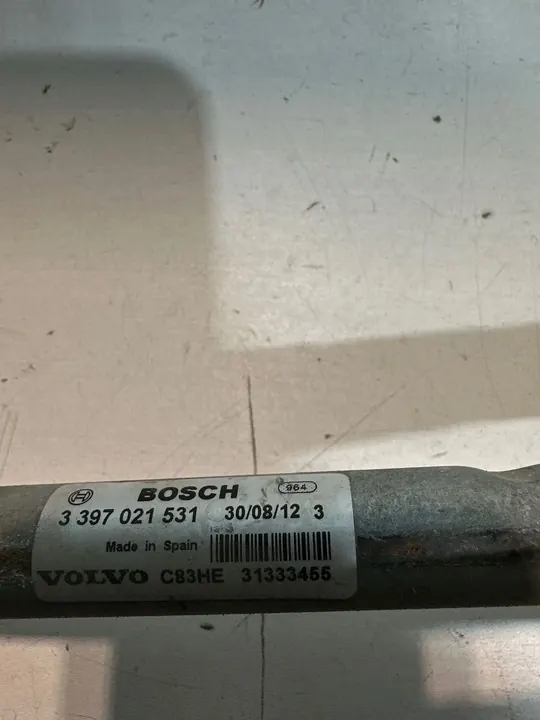 BOSCH 964
3 397 021 531 30/08/12 3
Made in Spain
VOLVO C83HE 31333455